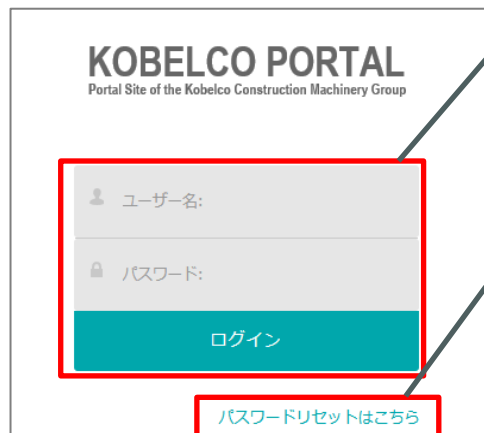 KOBELCO PORTAL
Portal Site of the Kobelco Construction Machinery Group
ユーザー名:
パスワード:
ログイン
パスワードリセットはこちら